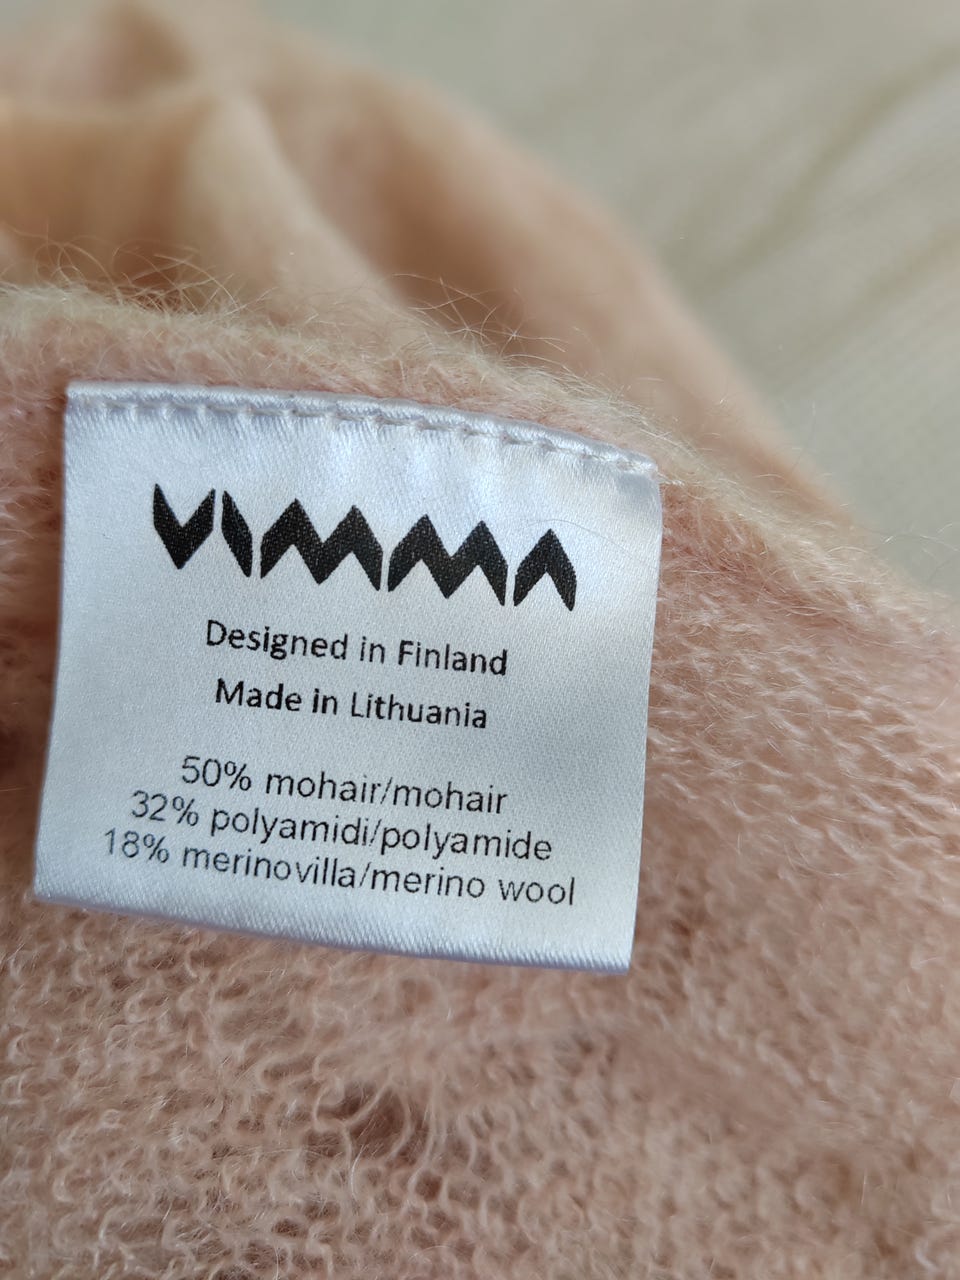 VIMMA
Designed in Finland
Made in Lithuania
50% mohair/mohair
32% polyamidi/polyamide
18% merinovilla/merino wool